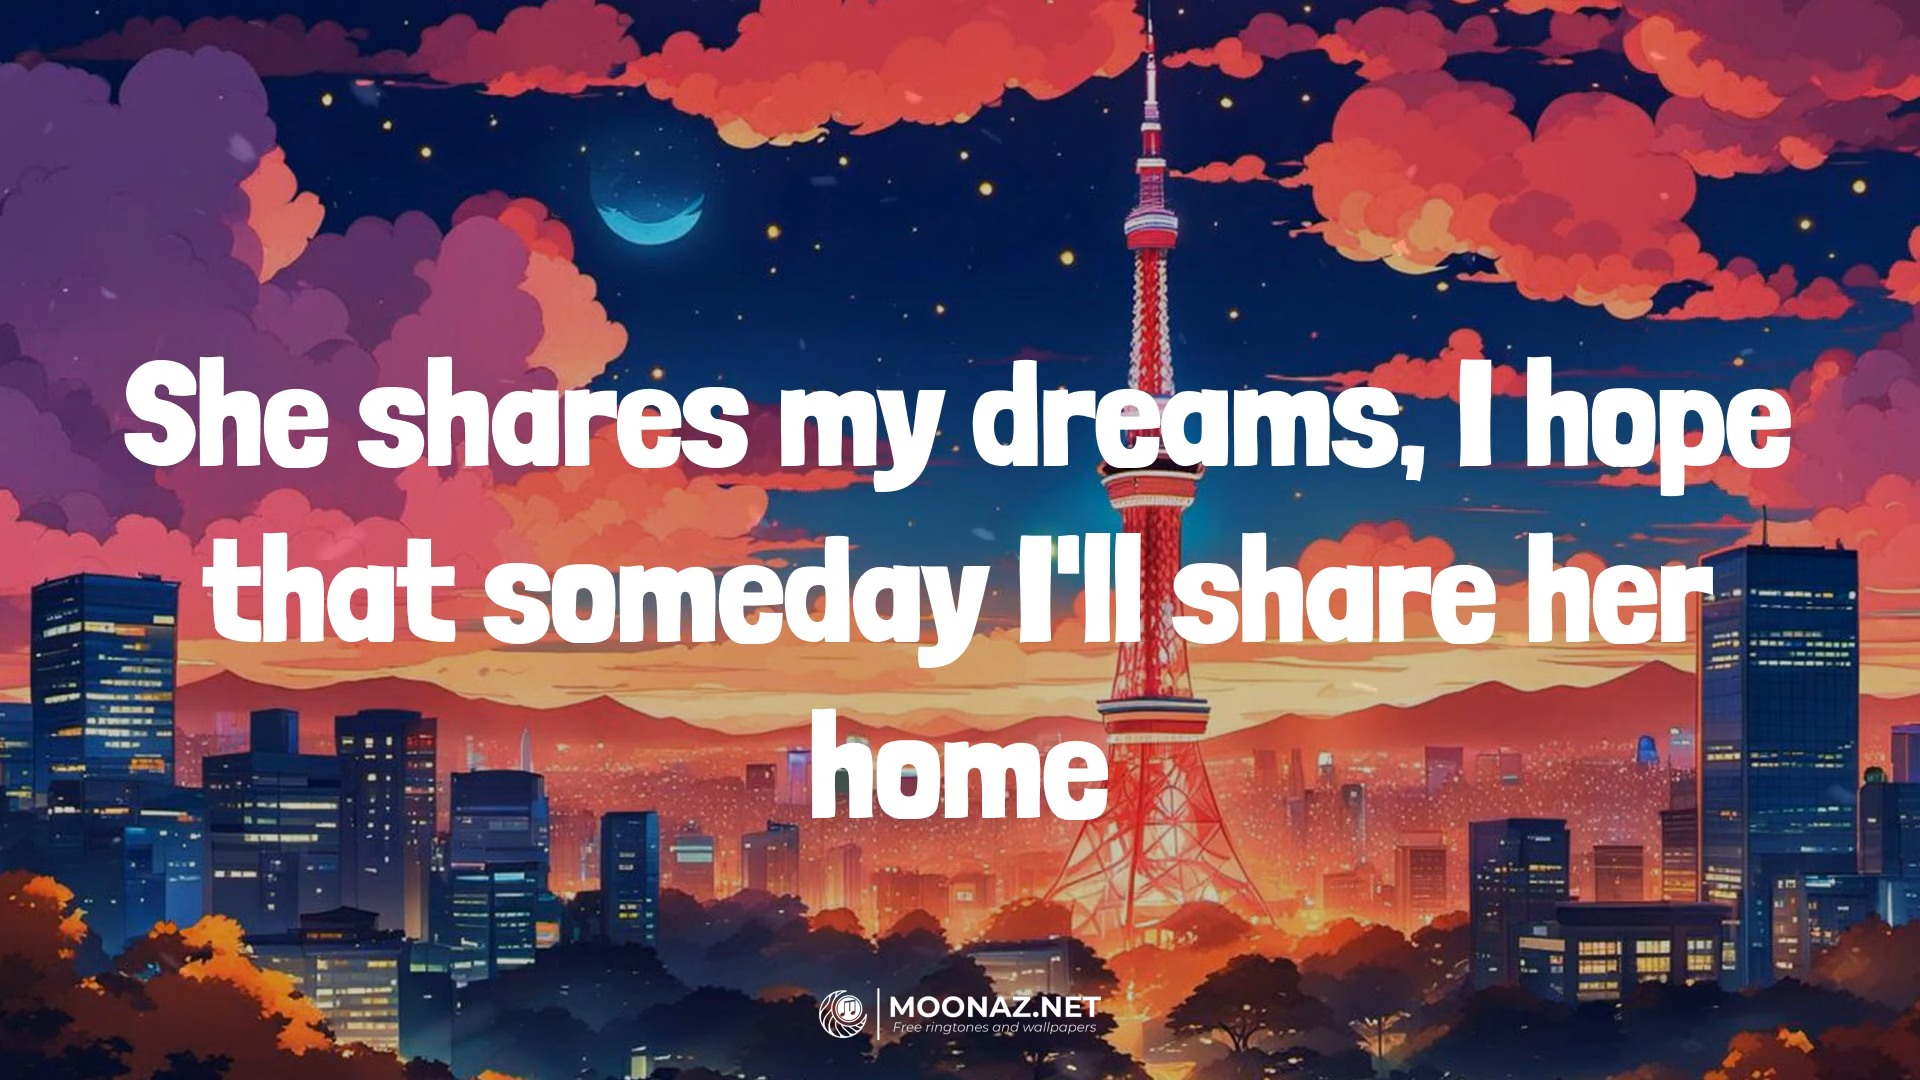 She shares my dreams, I hope
that someday I'll share her
home
MOONAZ.NET
Free ringtones and wallpapers